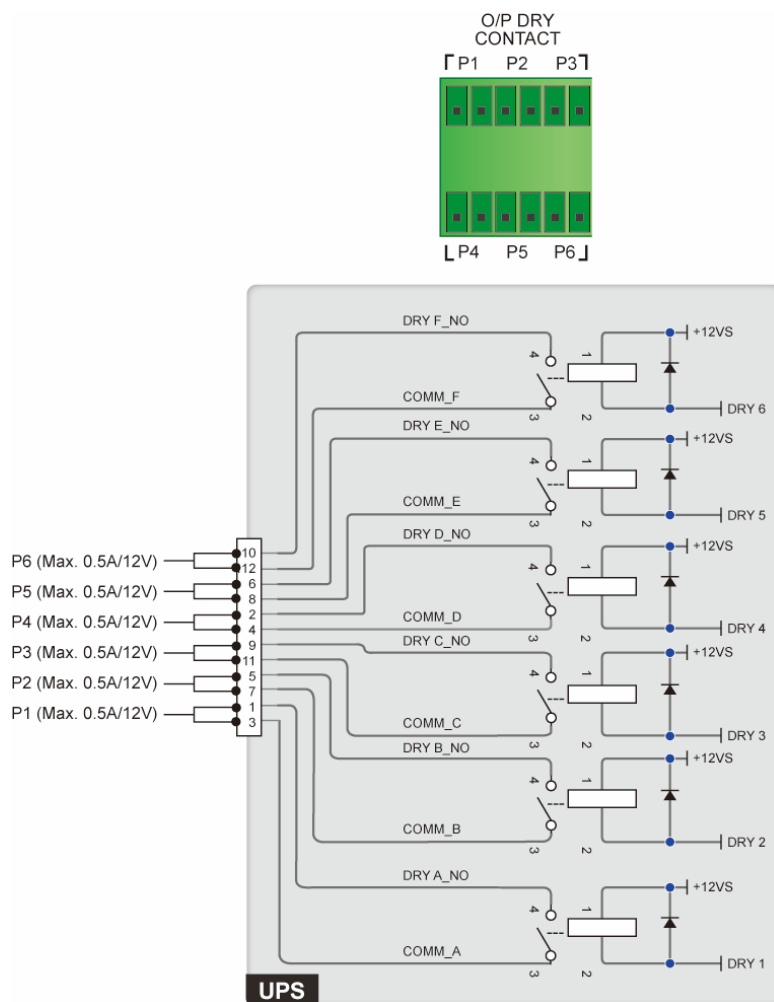 O/P DRY
CONTACT
P1 P2 P3
P4 P5 P6
DRY F_NO
4 1 +12VS
COMM_F
3 2 DRY 6
DRY E_NO
4 1 +12VS
COMM_E
3 2 DRY 5
DRY D_NO
4 1 +12VS
COMM_D
3 2 DRY 4
DRY C_NO
4 1 +12VS
COMM_C
3 2 DRY 3
DRY B_NO
4 1 +12VS
COMM_B
3 2 DRY 2
DRY A_NO
4 1 +12VS
COMM_A
3 2 DRY 1
P6 (Max. 0.5A/12V)
10
12
P5 (Max. 0.5A/12V)
6
8
P4 (Max. 0.5A/12V)
2
4
P3 (Max. 0.5A/12V)
9
11
P2 (Max. 0.5A/12V)
5
7
P1 (Max. 0.5A/12V)
1
3
UPS